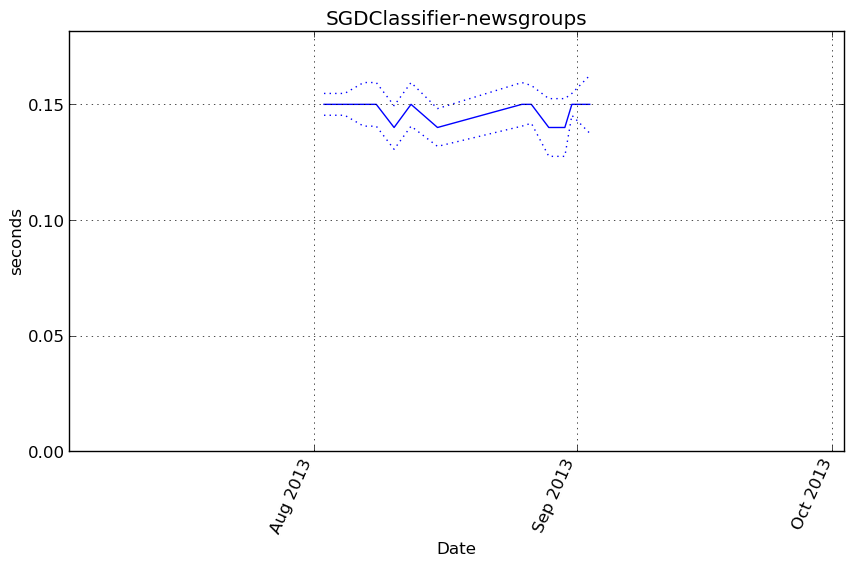 SGDClassifier-newsgroups
0.15
0.10
0.05
0.00
seconds
Aug 2013
Sep 2013
Oct 2013
Date